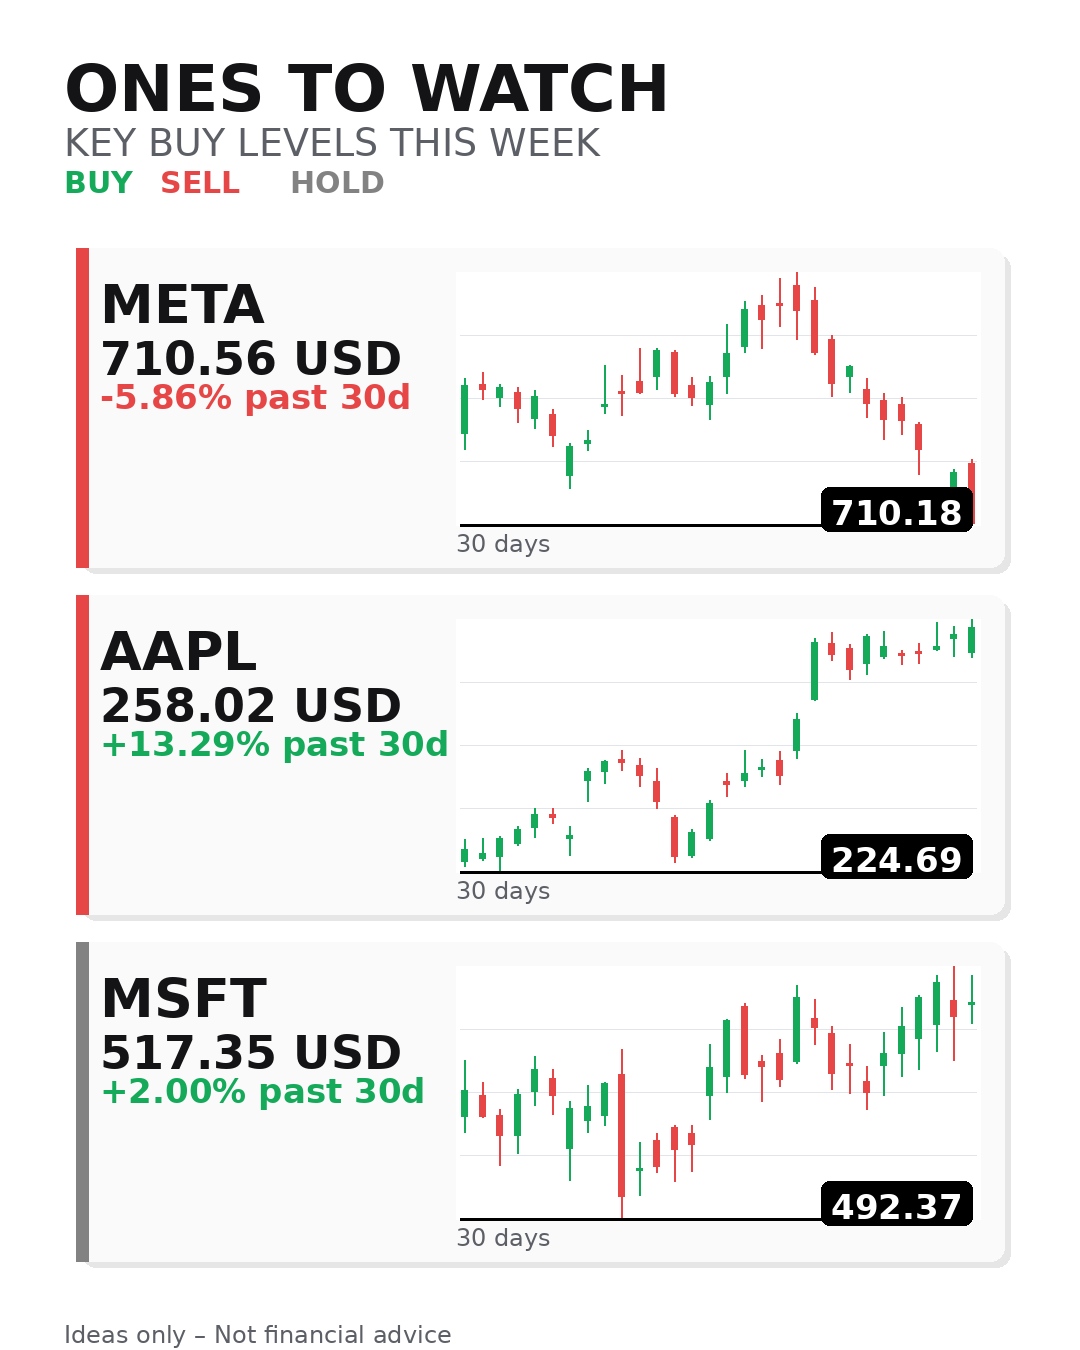 ONES TO WATCH
KEY BUY LEVELS THIS WEEK
BUY SELL HOLD
META
710.56 USD
-5.86% past 30d
710.18
30 days
AAPL
258.02 USD
+13.29% past 30d
224.69
30 days
MSFT
517.35 USD
+2.00% past 30d
492.37
30 days
Ideas only – Not financial advice